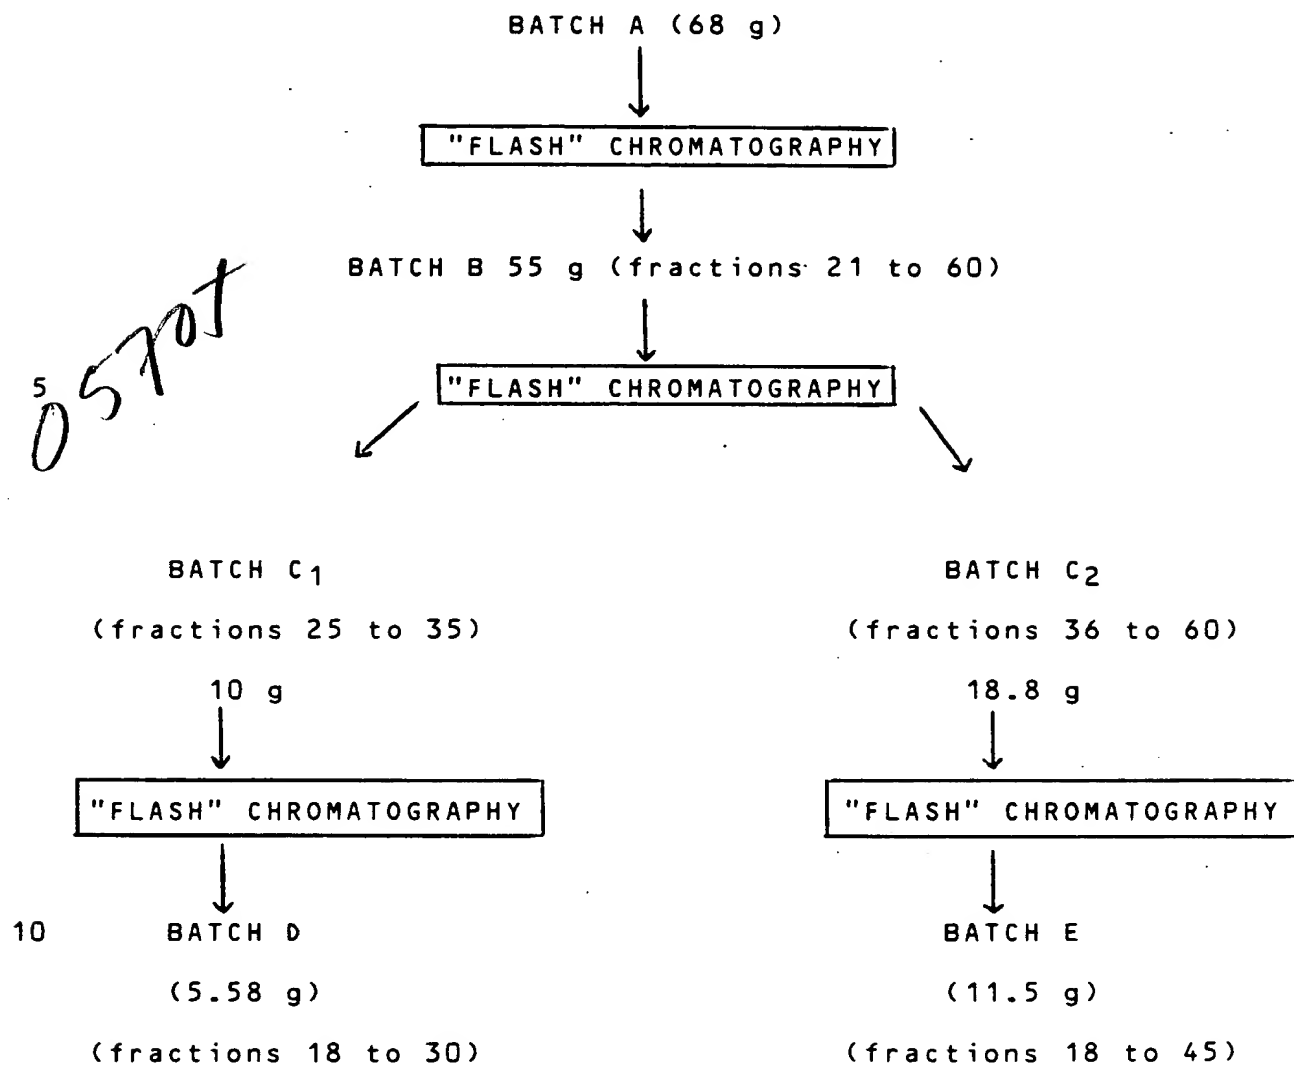 BATCH A (68 g)
"FLASH" CHROMATOGRAPHY
BATCH B 55 g (fractions 21 to 60)
5
"FLASH" CHROMATOGRAPHY
BATCH C1
BATCH C2
(fractions 25 to 35)
(fractions 36 to 60)
10 g
18.8 g
"FLASH" CHROMATOGRAPHY
"FLASH" CHROMATOGRAPHY
10
BATCH D
BATCH E
(5.58 g)
(11.5 g)
(fractions 18 to 30)
(fractions 18 to 45)